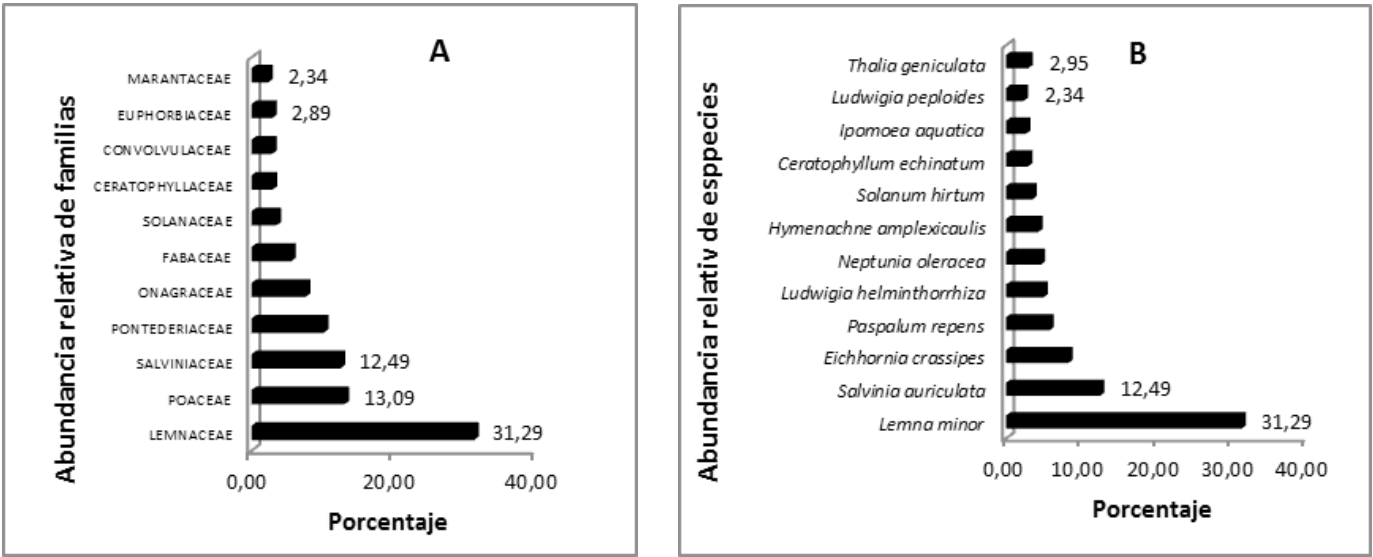 A
Abundancia relativa de familias
MARANTACEAE 2,34
EUPHORBIACEAE 2,89
CONVOLVULACEAE
CERATOPHYLLACEAE
SOLANACEAE
FABACEAE
ONAGRACEAE
PONTEDERIACEAE
SALVINIACEAE 12,49
POACEAE 13,09
LEMNACEAE 31,29
0,00 20,00 40,00
Porcentaje
B
Abundancia relativ de esppecies
Thalia geniculata 2,95
Ludwigia peploides 2,34
Ipomoea aquatica
Ceratophyllum echinatum
Solanum hirtum
Hymenachne amplexicaulis
Neptunia oleracea
Ludwigia helminthorrhiza
Paspalum repens
Eichhornia crassipes
Salvinia auriculata 12,49
Lemna minor 31,29
0,00 10,00 20,00 30,00 40,00
Porcentaje